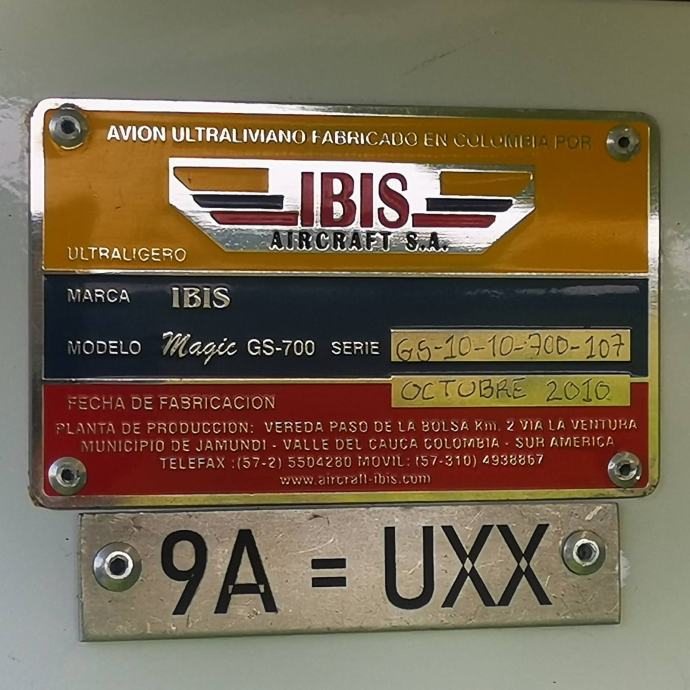 AVION ULTRALIVIANO FABRICADO EN COLOMBIA POR
IBIS
AIRCRAFT S.A.
ULTRALIGERO
MARCA IBIS
MODELO Magic GS-700 SERIE GS-10-10-700-107
FECHA DE FABRICACION OCTUBRE 2010
PLANTA DE PRODUCCION: VEREDA PASO DE LA BOLSA Km. 2 VIA LA VENTURA
MUNICIPIO DE JAMUNDI - VALLE DEL CAUCA COLOMBIA - SUR AMERICA
TELEFAX :(57-2) 5504280 MOVIL: (57-310) 4938867
www.aircraft-ibis.com
9A = UXX